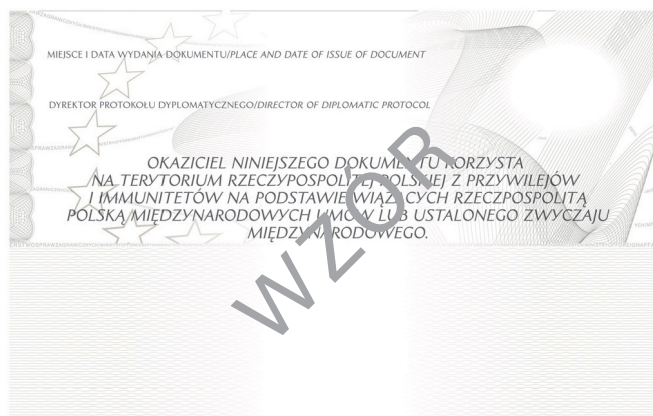 MIEJSCE I DATA WYDANIA DOKUMENTU/PLACE AND DATE OF ISSUE OF DOCUMENT
DYREKTOR PROTOKOŁU DYPLOMATYCZNEGO/DIRECTOR OF DIPLOMATIC PROTOCOL
OKAZICIEL NINIEJSZEGO DOKUMENTU KORZYSTA
NA TERYTORIUM RZECZYPOSPOLITEJ POLSKIEJ Z PRZYWILEJÓW
I IMMUNITETÓW NA PODSTAWIE WIĄŻĄCYCH RZECZPOSPOLITĄ
POLSKĄ MIĘDZYNARODOWYCH UMÓW LUB USTALONEGO ZWYCZAJU
MIĘDZYNARODOWEGO.
WZÓR